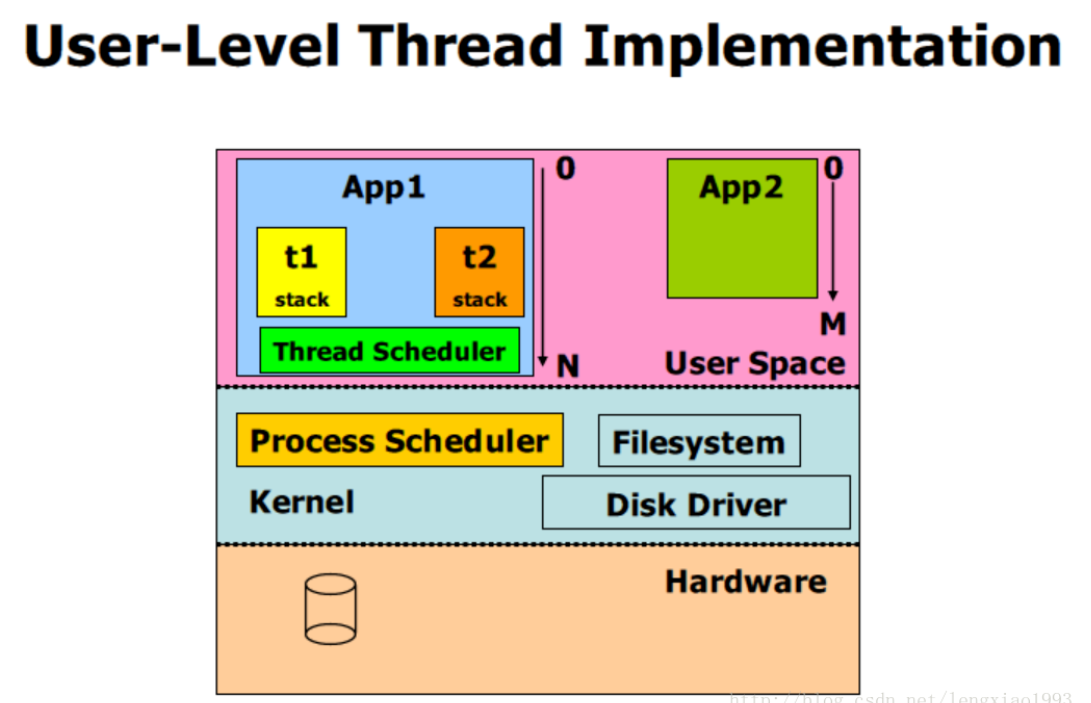 User-Level Thread Implementation
App1
0
App2
0
t1
t2
stack
stack
M
Thread Scheduler
N
User Space
Process Scheduler
Filesystem
Kernel
Disk Driver
Hardware
http://blog.csdn.net/lengxiao1993